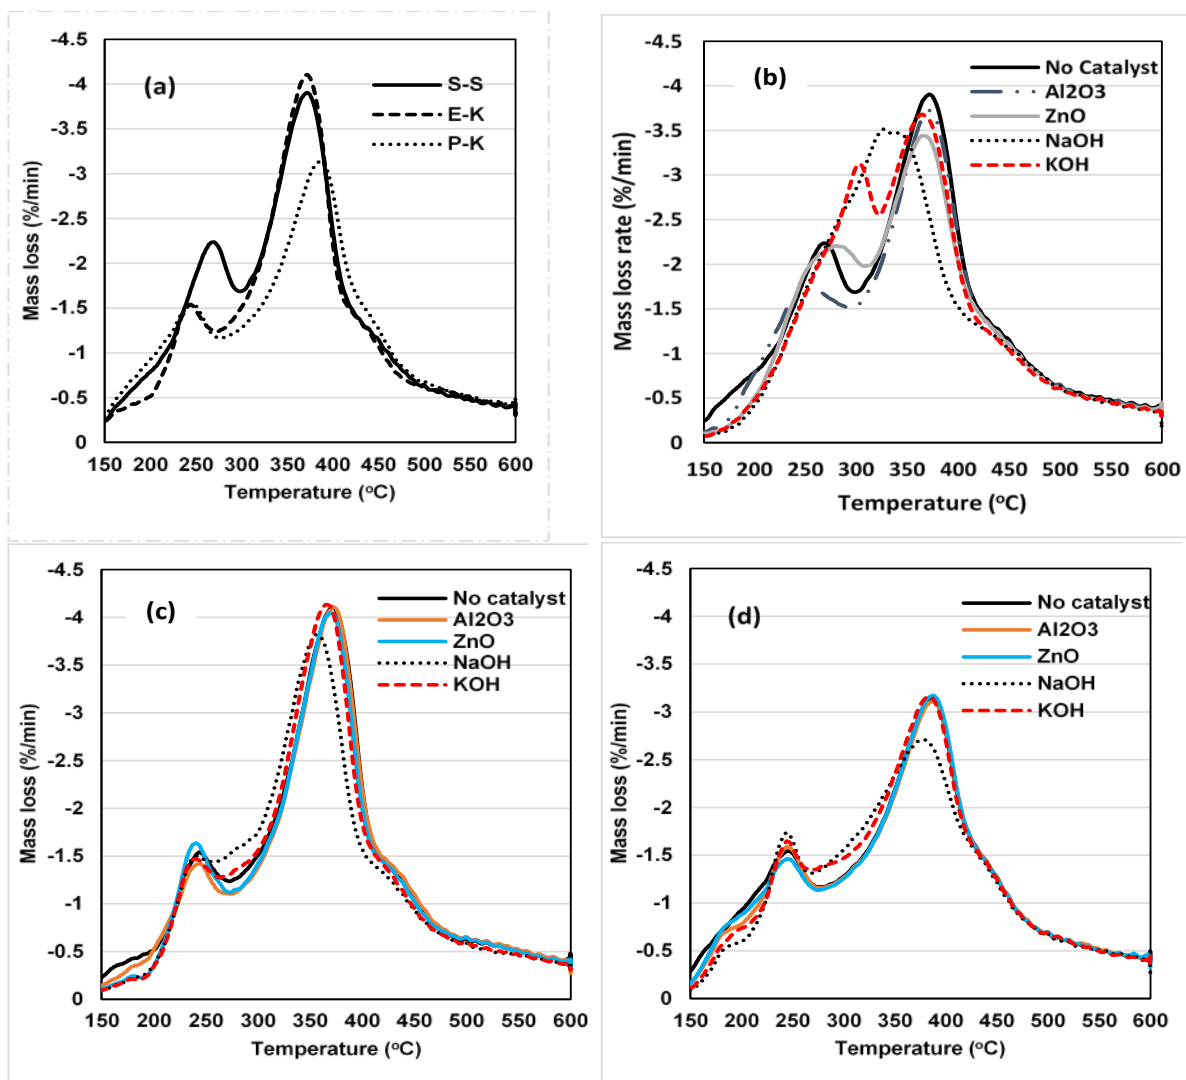 -4.5
-4
-3.5
-3
-2.5
-2
-1.5
-1
-0.5
0
Mass loss (%/min)
(a)
S-S
E-K
P-K
150 200 250 300 350 400 450 500 550 600
Temperature (oC)
-4.5
-4
-3.5
-3
-2.5
-2
-1.5
-1
-0.5
0
Mass loss rate (%/min)
(b)
No Catalyst
Al2O3
ZnO
NaOH
KOH
150 200 250 300 350 400 450 500 550 600
Temperature (oC)
-4.5
-4
-3.5
-3
-2.5
-2
-1.5
-1
-0.5
0
Mass loss (%/min)
(c)
No catalyst
Al2O3
ZnO
NaOH
KOH
150 200 250 300 350 400 450 500 550 600
Temperature (oC)
-4.5
-4
-3.5
-3
-2.5
-2
-1.5
-1
-0.5
0
Mass loss (%/min)
(d)
No catalyst
Al2O3
ZnO
NaOH
KOH
150 200 250 300 350 400 450 500 550 600
Temperature (oC)